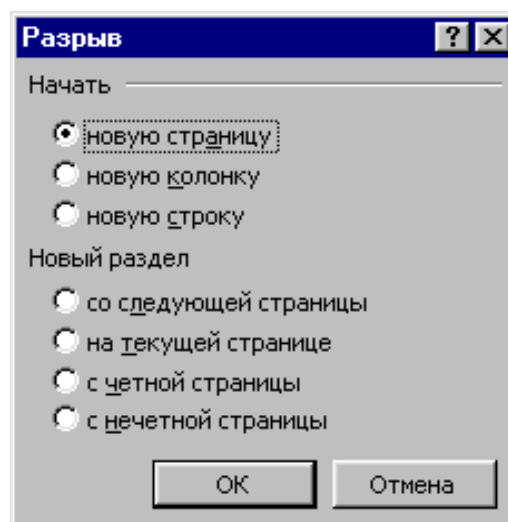 Разрыв
Начать
новую страницу
новую колонку
новую строку
Новый раздел
со следующей страницы
на текущей странице
с четной страницы
с нечетной страницы
ОК Отмена